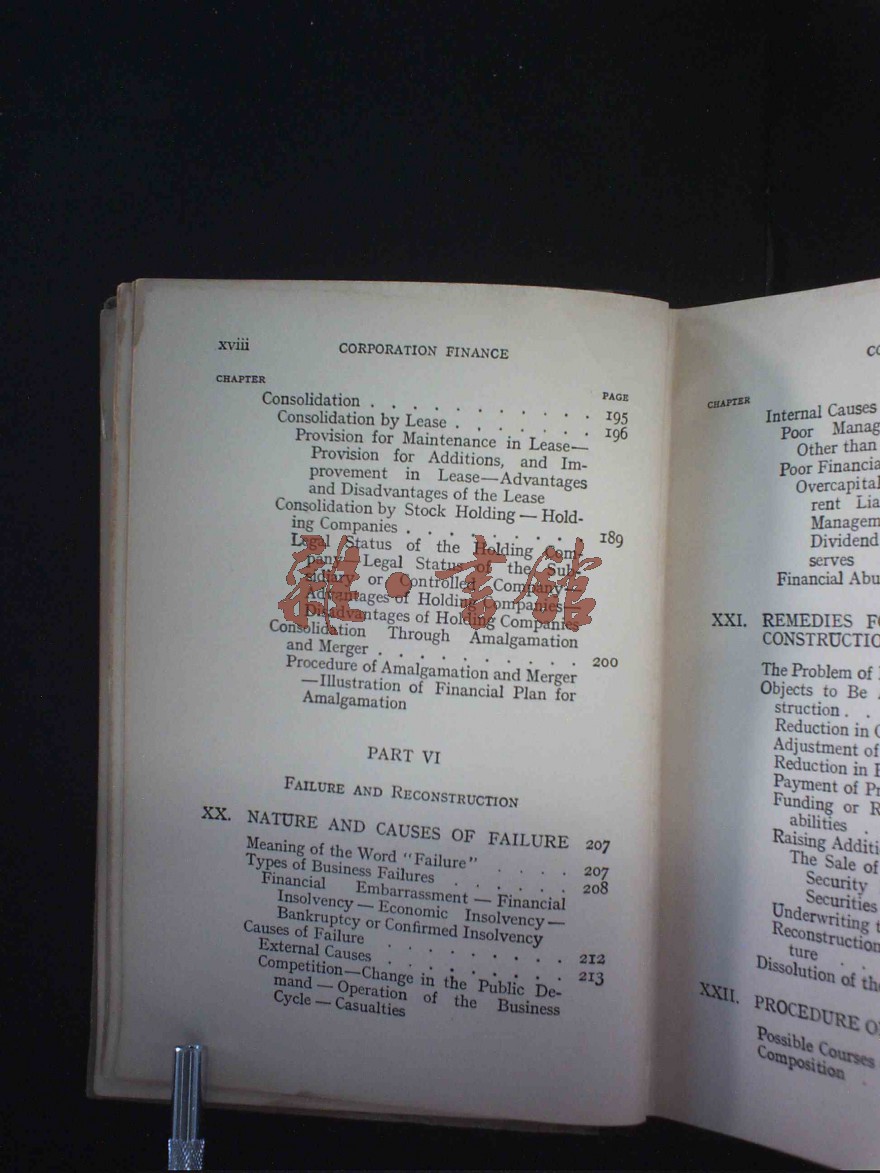 xviii CORPORATION FINANCE
CHAPTER PAGE
Consolidation . . . . . . . . . . . 195
Consolidation by Lease . . . . . . . 196
Provision for Maintenance in Lease—
Provision for Additions, and Im-
provement in Lease—Advantages
and Disadvantages of the Lease
Consolidation by Stock Holding — Hold-
ing Companies . . . . . . . . 189
Legal Status of the Holding Com-
pany—Legal Status of the Sub-
sidiary or Controlled Company—
Advantages of Holding Companies—
Disadvantages of Holding Companies
Consolidation Through Amalgamation
and Merger . . . . . . . . . . 200
Procedure of Amalgamation and Merger
—Illustration of Financial Plan for
Amalgamation
PART VI
FAILURE AND RECONSTRUCTION
XX. NATURE AND CAUSES OF FAILURE 207
Meaning of the Word "Failure" . . . . 207
Types of Business Failures . . . . . . 208
Financial Embarrassment — Financial
Insolvency — Economic Insolvency —
Bankruptcy or Confirmed Insolvency
Causes of Failure . . . . . . . . . 212
External Causes . . . . . . . . . 213
Competition—Change in the Public De-
mand — Operation of the Business
Cycle — Casualties
龍·書館
CO
CHAPTER
Internal Causes
Poor Manag
Other than
Poor Financia
Overcapital
rent Lia
Managem
Dividend
serves
Financial Abu
XXI. REMEDIES FO
CONSTRUCTIO
The Problem of
Objects to Be
struction . .
Reduction in C
Adjustment of
Reduction in
Payment of Pr
Funding or R
abilities .
Raising Additi
The Sale of
Security
Securities
Underwriting t
Reconstruction
ture . .
Dissolution of the
XXII. PROCEDURE O
Possible Courses
Composition .